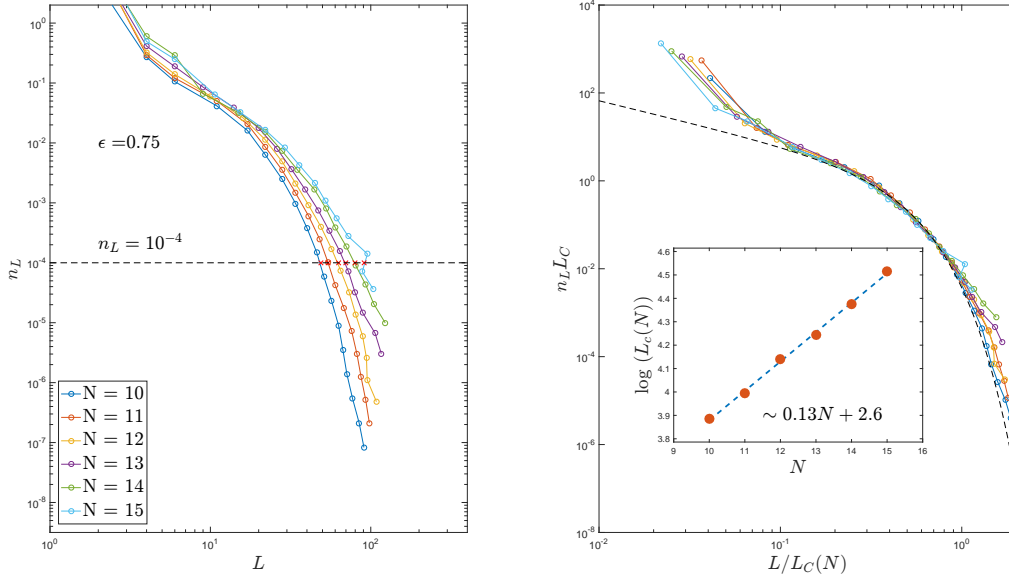 10^0
10^-1
10^-2
10^-3
10^-4
10^-5
10^-6
10^-7
10^-8
n_L
ϵ =0.75
n_L = 10^-4
N = 10
N = 11
N = 12
N = 13
N = 14
N = 15
10^0 10^1 10^2
L
10^4
10^2
10^0
10^-2
10^-4
10^-6
10^-8
n_L L_C
4.6
4.5
4.4
4.3
4.2
4.1
4
3.9
3.8
log (L_c(N))
∼ 0.13N + 2.6
9 10 11 12 13 14 15 16
N
10^-2 10^-1 10^0
L/L_C(N)